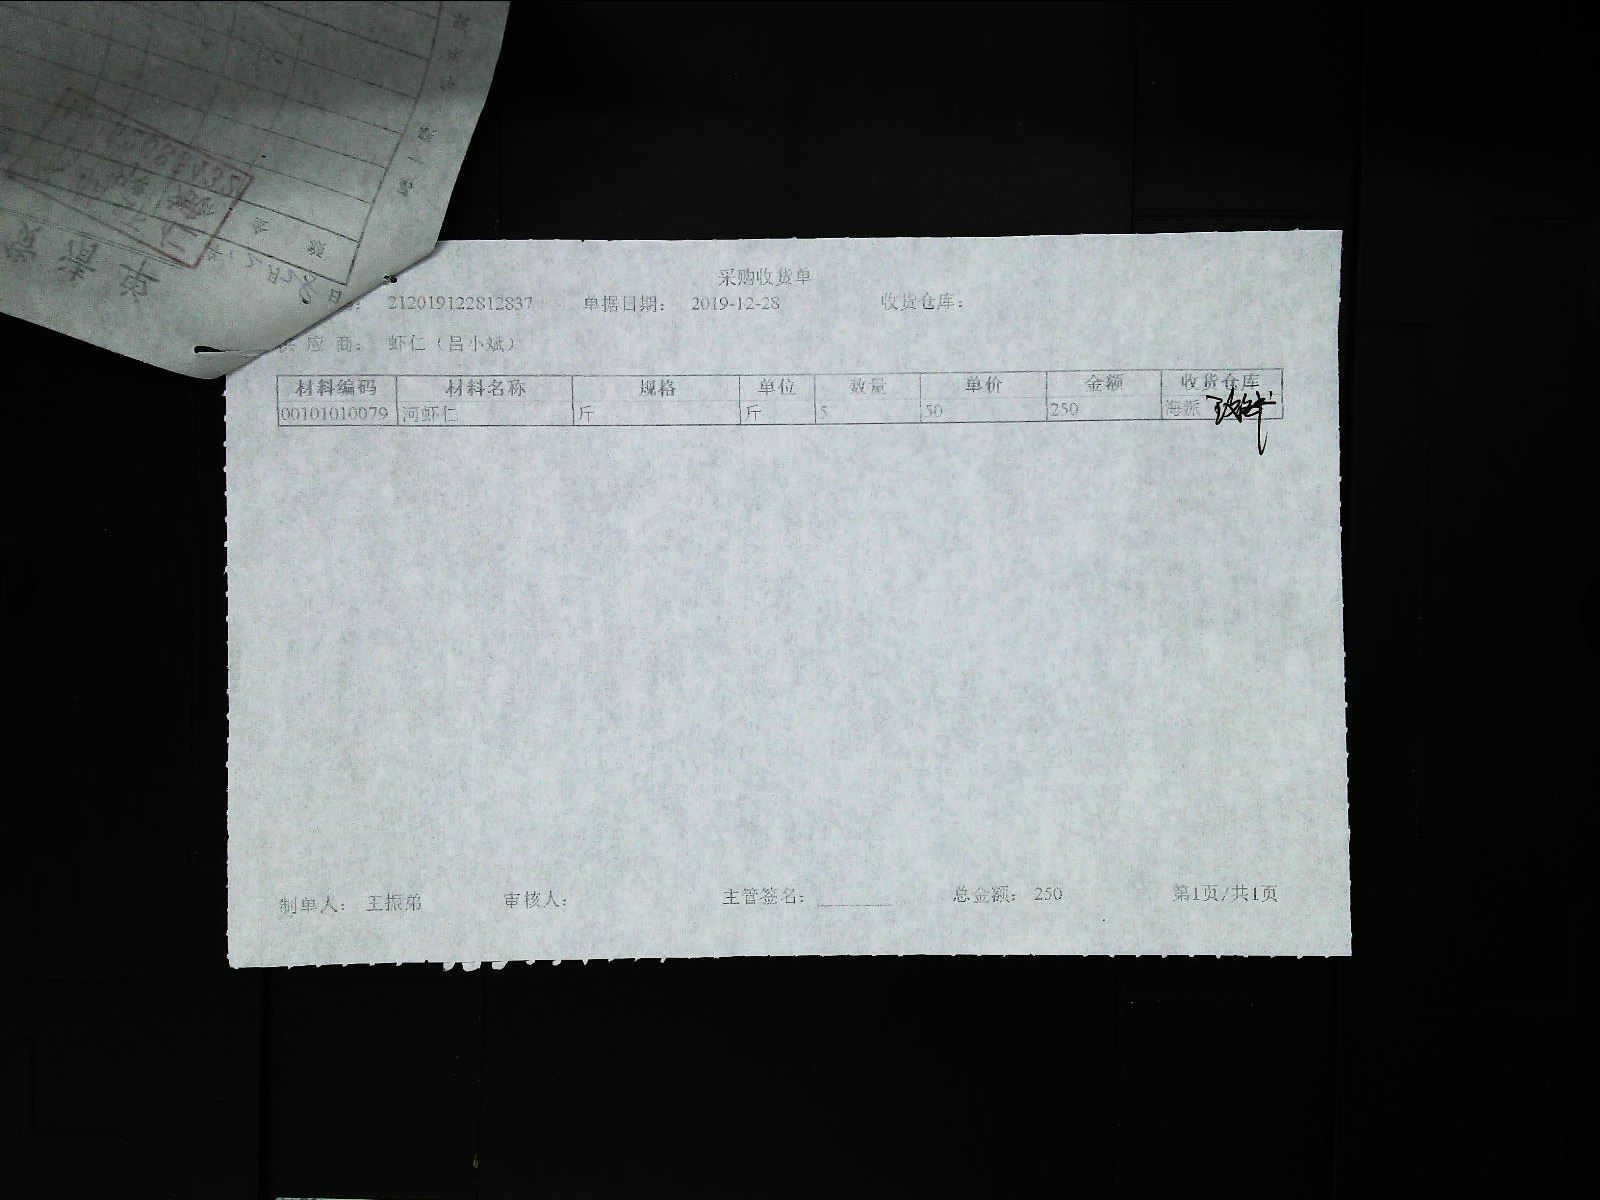 采购收货单
212019122812837 单据日期： 2019-12-28 收货仓库：
应 商： 虾仁（吕小斌）
材料编码 材料名称 规格 单位 数量 单价 金额 收货仓库
00101010079 河虾仁 斤 斤 5 50 250 海派
制单人： 王振弟 审核人： 主管签名： 总金额： 250 第1页/共1页